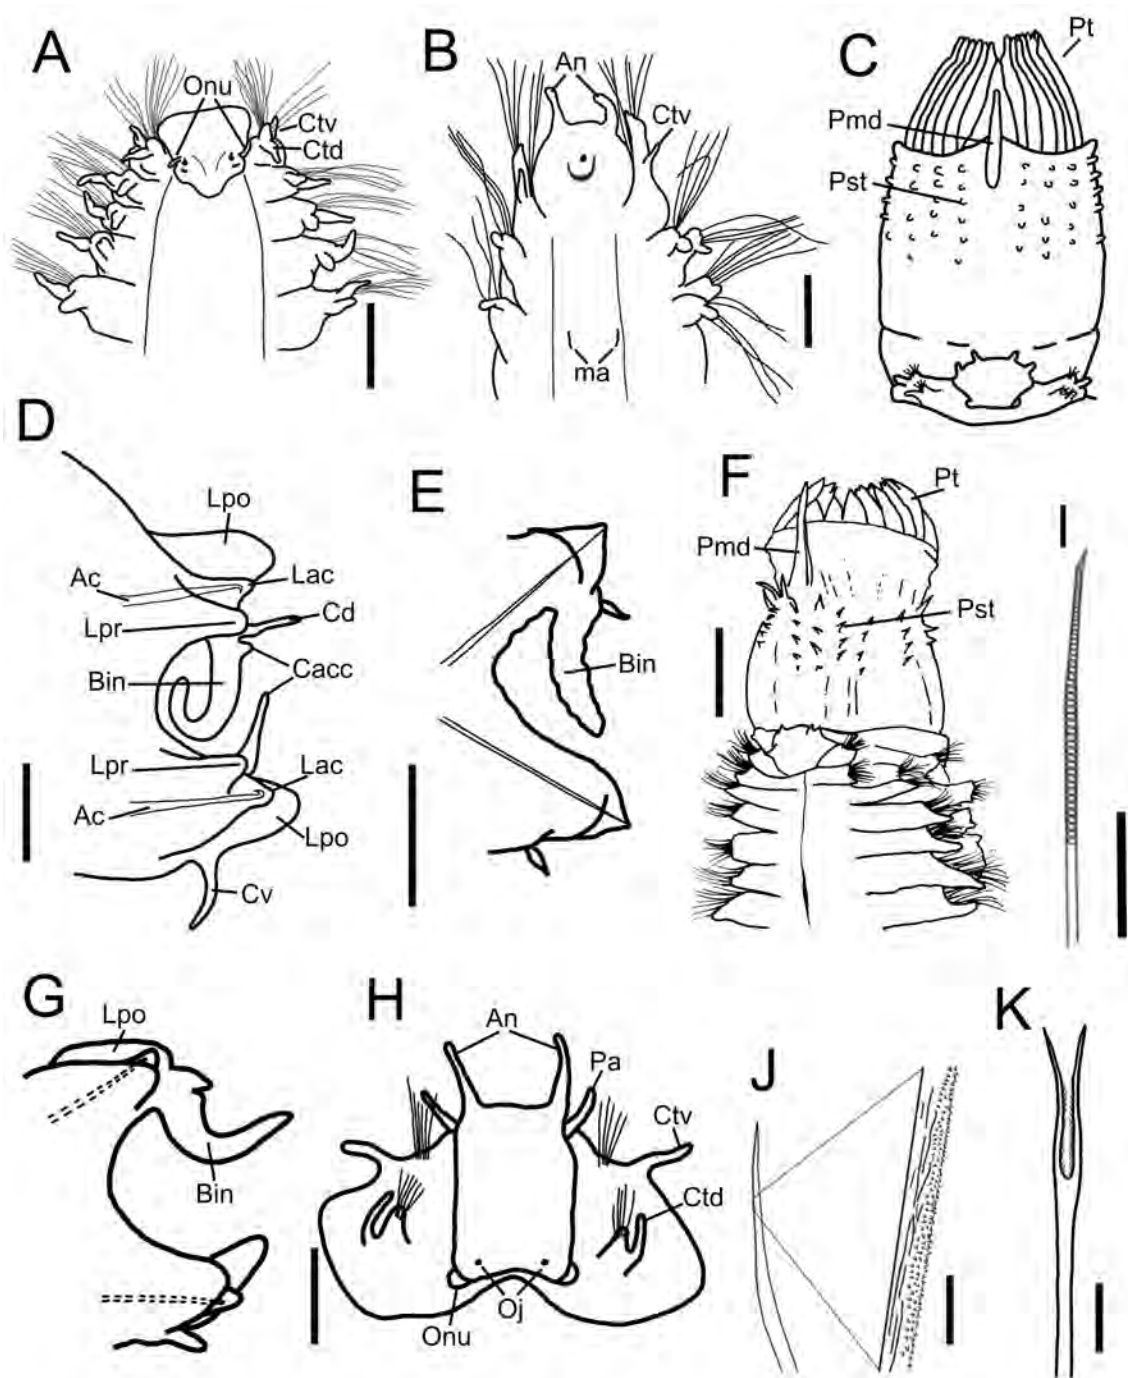 A
Onu
Ctv
Ctd
B
An
Ctv
ma
C
Pt
Pmd
Pst
D
Lpo
Ac
Lac
Lpr
Cd
Bin
Cacc
Lpr
Lac
Ac
Lpo
Cv
E
Bin
F
Pt
Pmd
Pst
G
Lpo
Bin
H
An
Pa
Ctv
Ctd
Oj
Onu
J
K